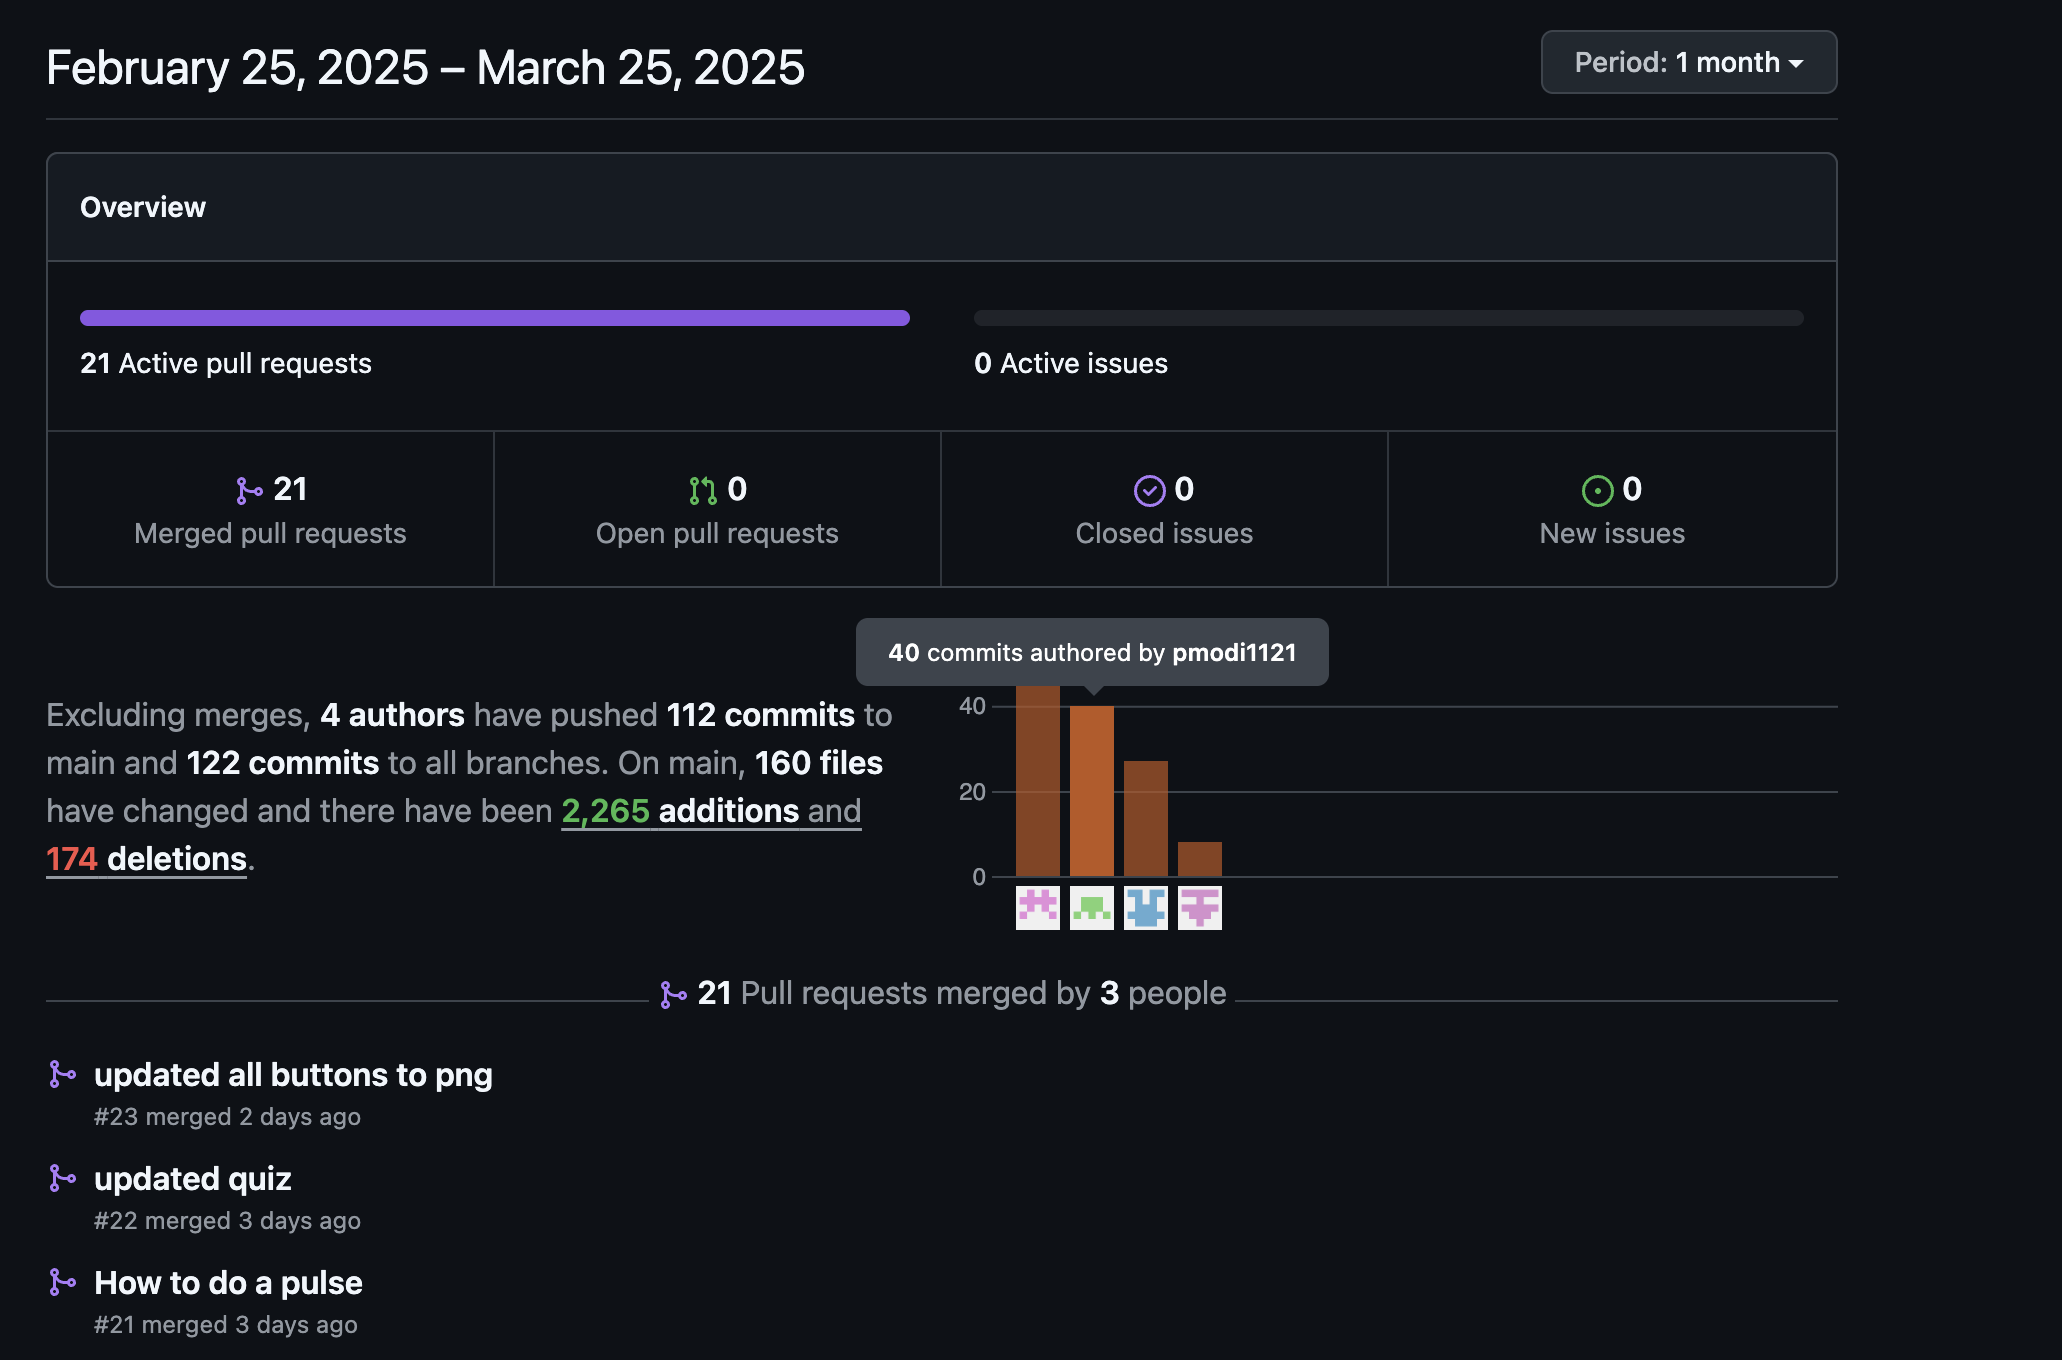 February 25, 2025 – March 25, 2025
Period: 1 month
Overview
21 Active pull requests
0 Active issues
21
Merged pull requests
0
Open pull requests
0
Closed issues
0
New issues
40 commits authored by pmodi1121
Excluding merges, 4 authors have pushed 112 commits to
main and 122 commits to all branches. On main, 160 files
have changed and there have been 2,265 additions and
174 deletions.
40
20
0
21 Pull requests merged by 3 people
updated all buttons to png
#23 merged 2 days ago
updated quiz
#22 merged 3 days ago
How to do a pulse
#21 merged 3 days ago